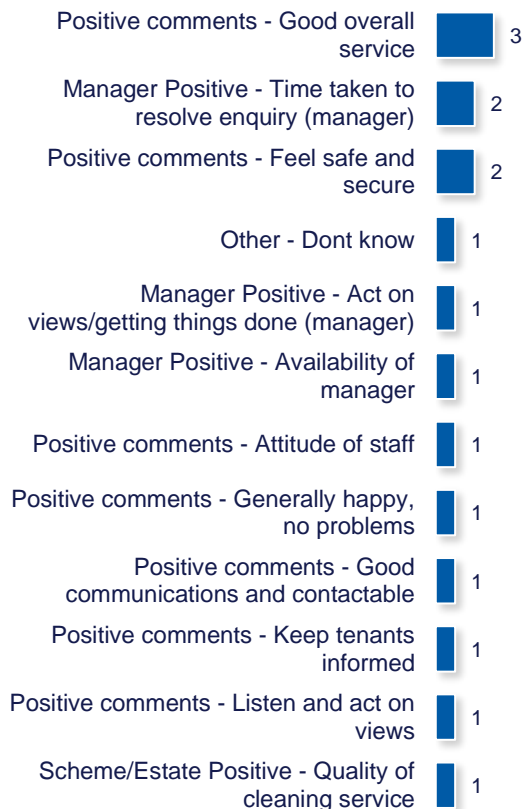 Positive comments - Good overall
service
3
Manager Positive - Time taken to
resolve enquiry (manager)
2
Positive comments - Feel safe and
secure
2
Other - Dont know
1
Manager Positive - Act on
views/getting things done (manager)
1
Manager Positive - Availability of
manager
1
Positive comments - Attitude of staff
1
Positive comments - Generally happy,
no problems
1
Positive comments - Good
communications and contactable
1
Positive comments - Keep tenants
informed
1
Positive comments - Listen and act on
views
1
Scheme/Estate Positive - Quality of
cleaning service
1